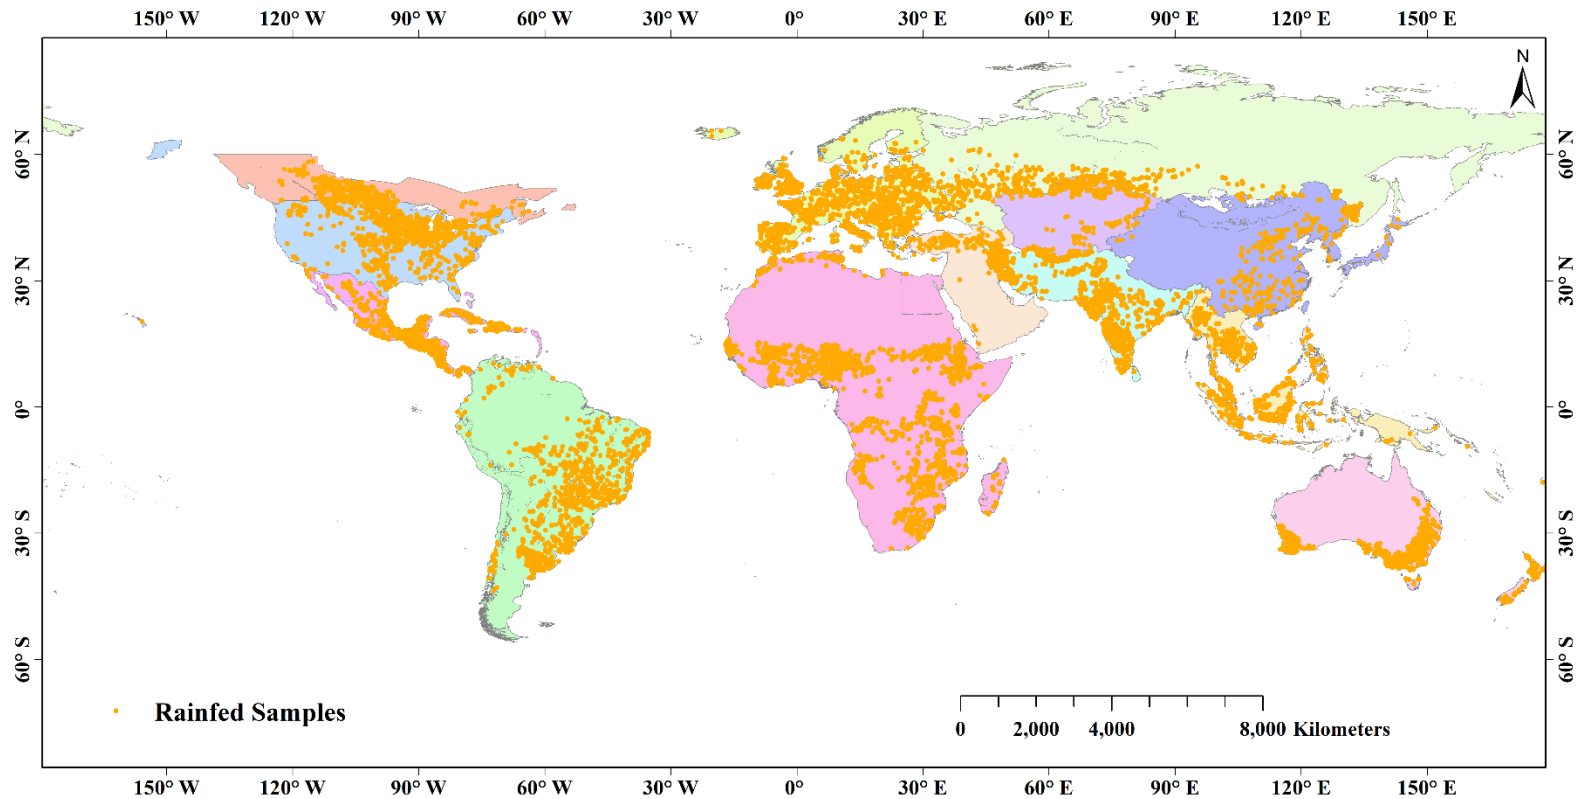 150° W 120° W 90° W 60° W 30° W 0° 30° E 60° E 90° E 120° E 150° E
N
60° N 60° N
30° N 30° N
0° 0°
30° S 30° S
60° S 60° S
Rainfed Samples
0 2,000 4,000 8,000 Kilometers
150° W 120° W 90° W 60° W 30° W 0° 30° E 60° E 90° E 120° E 150° E